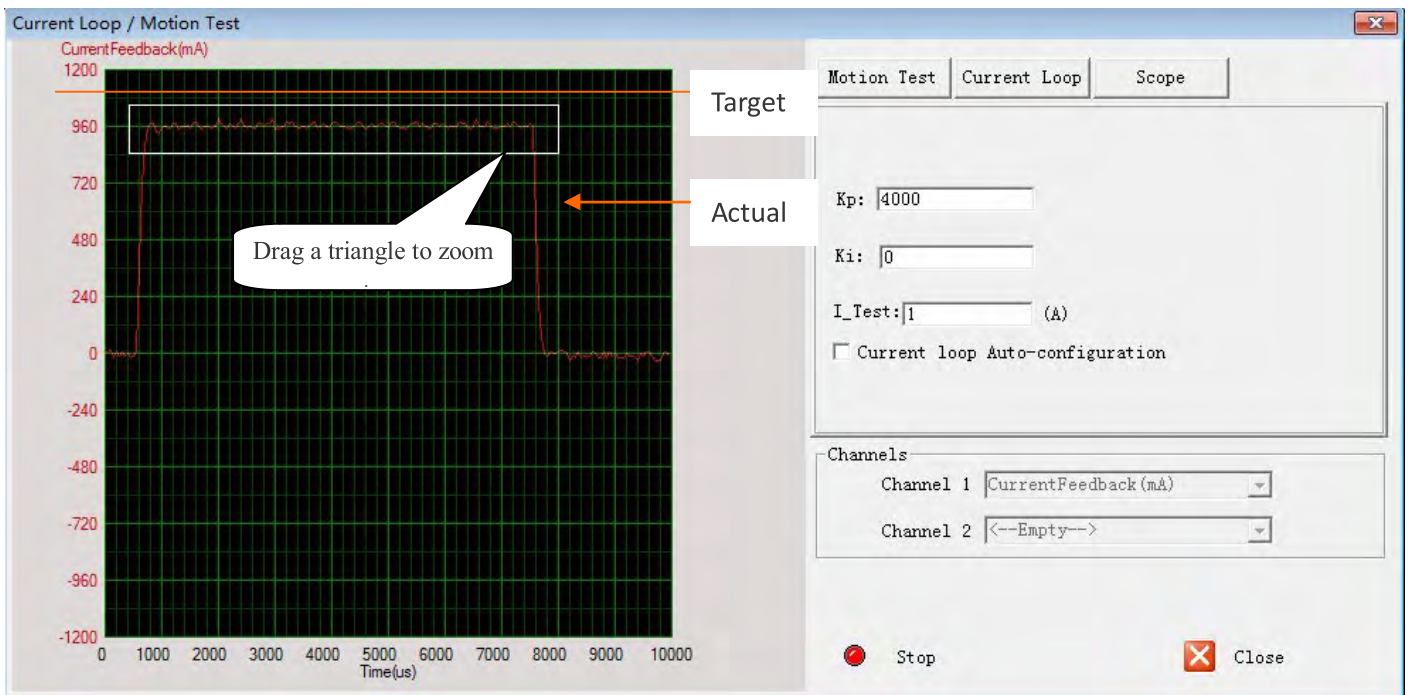 Current Loop / Motion Test
CurrentFeedback(mA)
1200
960
720
480
240
0
-240
-480
-720
-960
-1200
0 1000 2000 3000 4000 5000 6000 7000 8000 9000 10000
Time(us)
Target
Actual
Drag a triangle to zoom
.
Motion Test Current Loop Scope
Kp: 4000
Ki: 0
I_Test: 1 (A)
Current loop Auto-configuration
Channels
Channel 1 CurrentFeedback(mA)
Channel 2 <--Empty-->
Stop Close